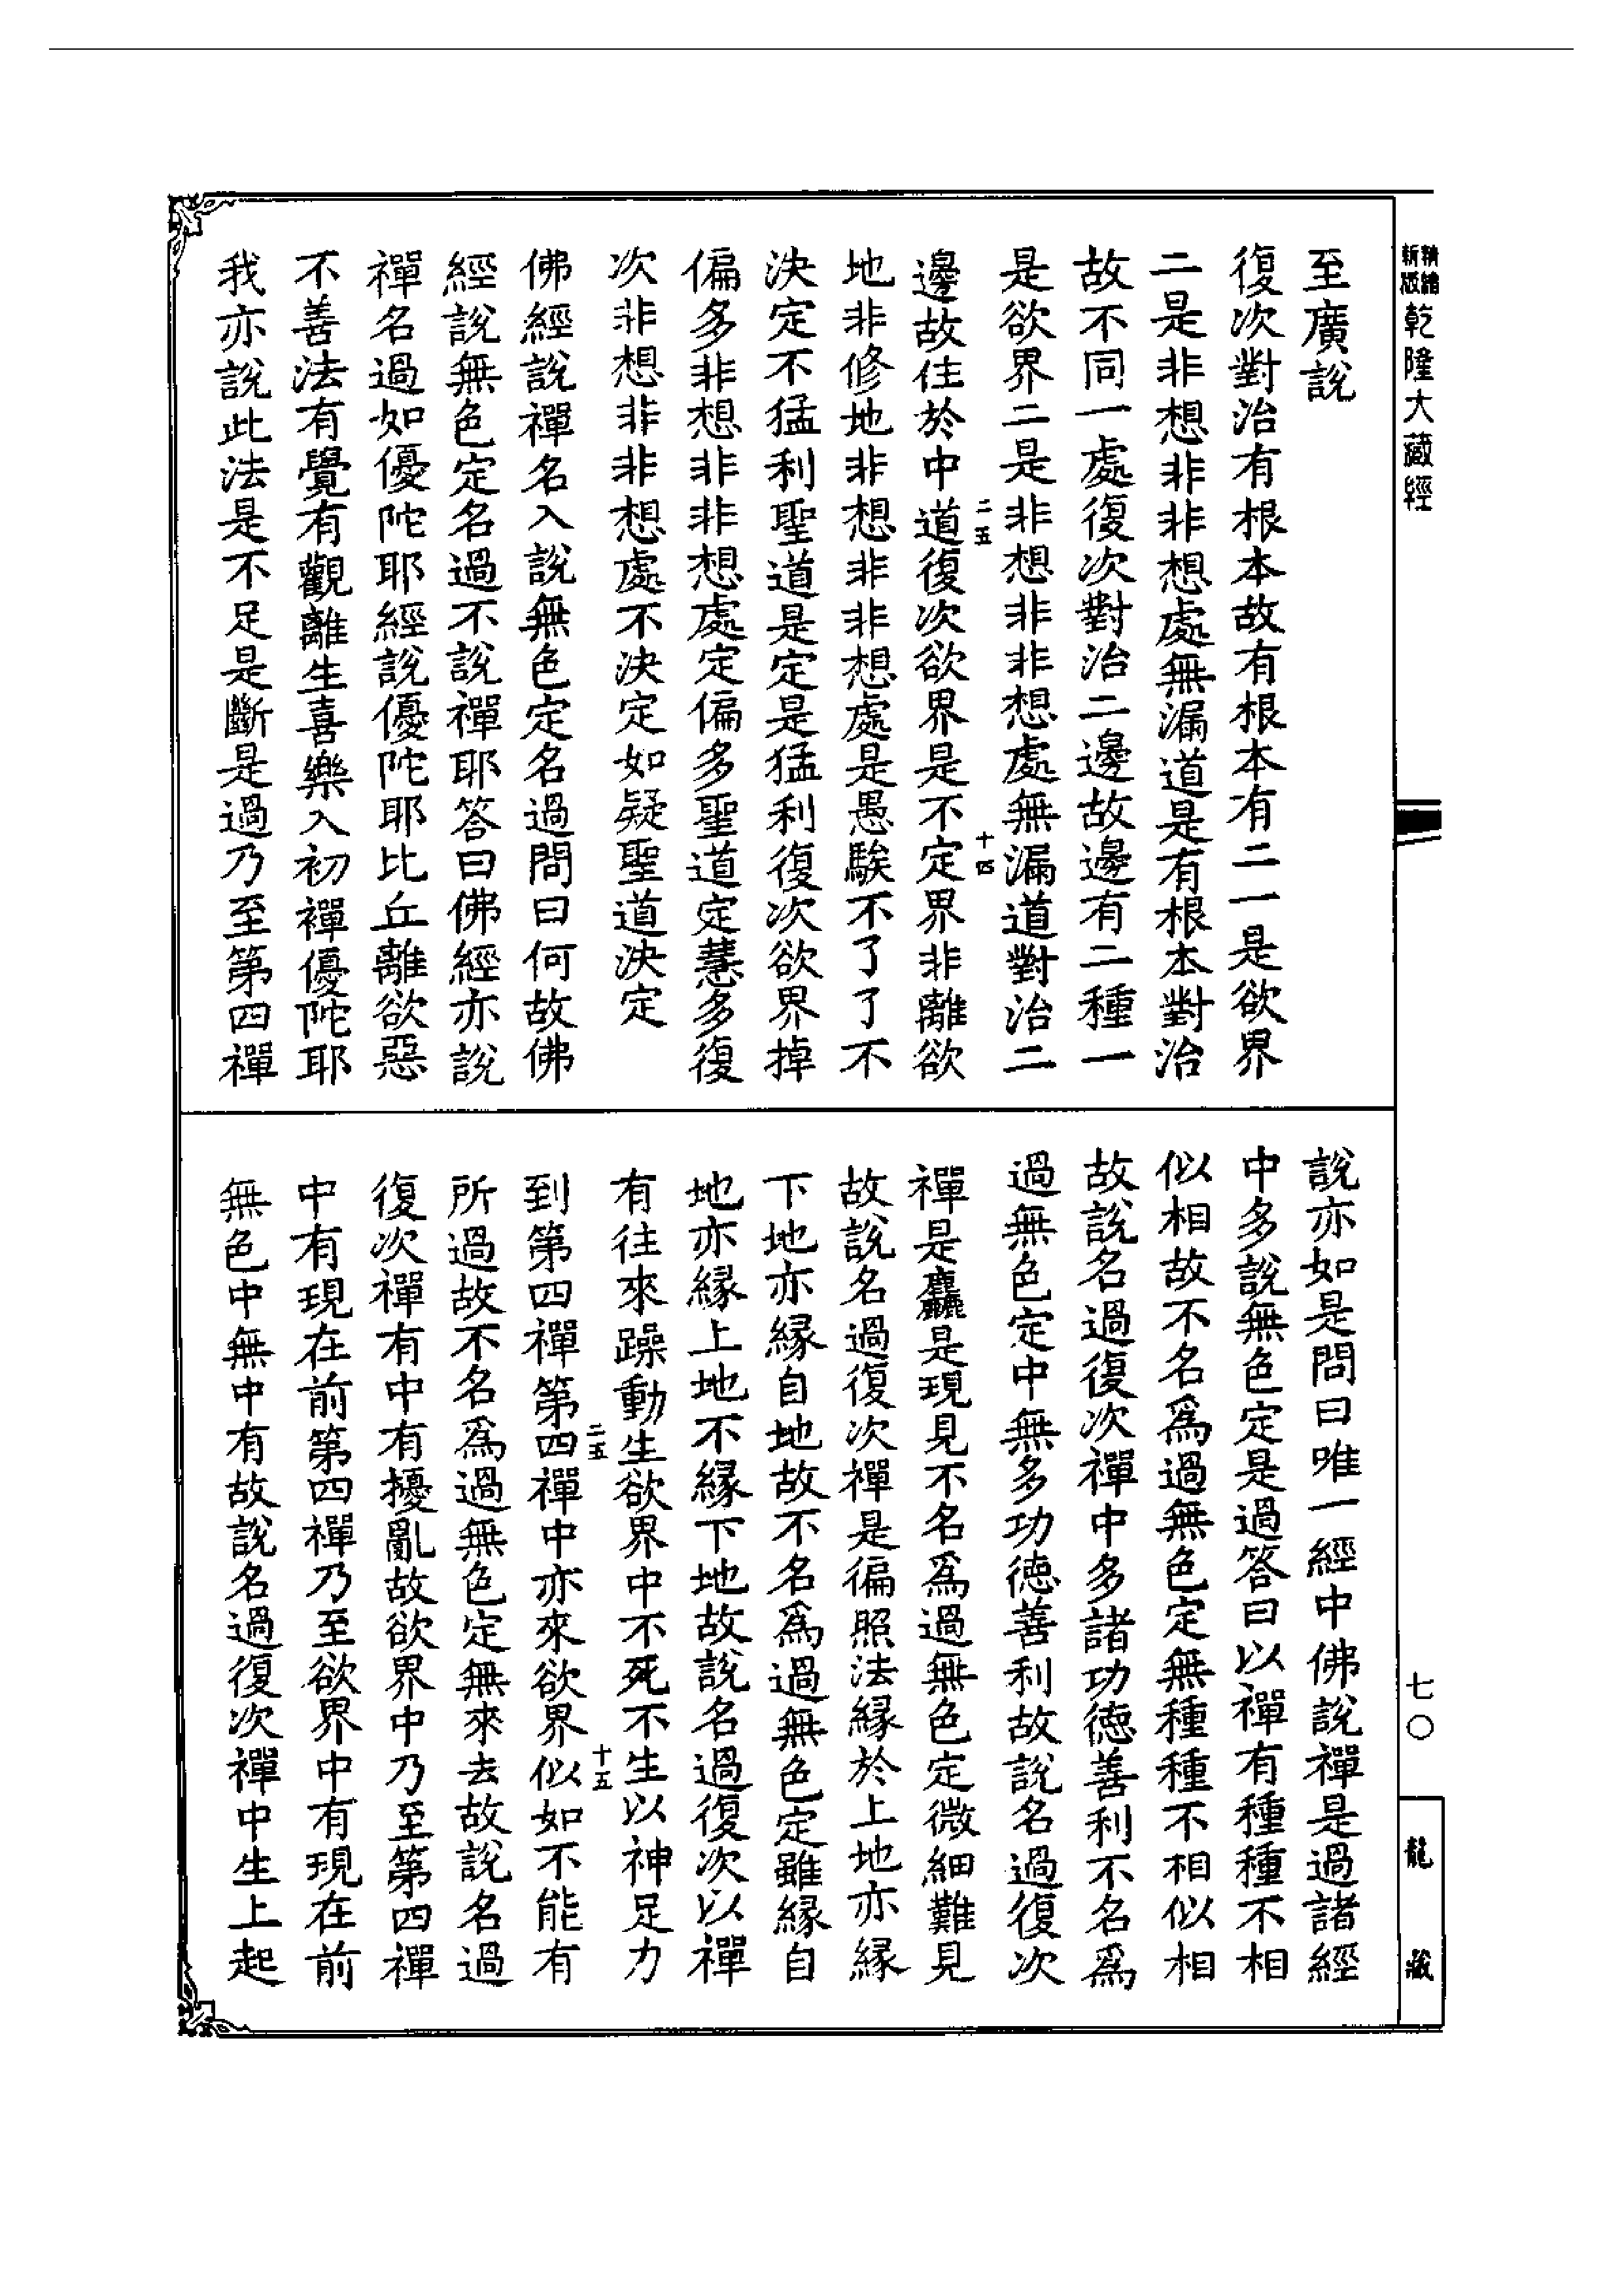 至廣說
復次對治有根本故有根本有二一是欲界
二是非想非非想處無漏道是有根本對治
故不同一處復次對治二邊故邊有二種一
是欲界二是非想非非想處無漏道對治二
邊故住於中道復次欲界是不定界非離欲
地非修地非想非非想處是愚騃不了了不
決定不猛利聖道是定是猛利復次欲界掉
偏多非想非非想處定偏多聖道定慧多復
次非想非非想處不決定如疑聖道決定
佛經說禪名入說無色定名過問曰何故佛
經說無色定名過不說禪耶答曰佛經亦說
禪名過如優陀耶經說優陀耶比丘離欲惡
不善法有覺有觀離生喜樂入初禪優陀耶
我亦說此法是不足是斷是過乃至第四禪
說亦如是問曰唯一經中佛說禪是過諸經
中多說無色定是過答曰以禪有種種不相
似相故不名爲過無色定無種種不相似相
故說名過復次禪中多諸功德善利不名爲
過無色定中無多功德善利故說名過復次
禪是麤是現見不名爲過無色定微細難見
故說名過復次禪是徧照法緣於上地亦緣
下地亦緣自地故不名爲過無色定雖緣自
地亦緣上地不緣下地故說名過復次以禪
有往來躁動生欲界中不死不生以神足力
到第四禪第四禪中亦來欲界似如不能有
所過故不名爲過無色定無來去故說名過
復次禪有中有擾亂故欲界中乃至第四禪
中有現在前第四禪乃至欲界中有現在前
無色中無中有故說名過復次禪中生上起
乾隆大藏經
七〇
龍藏
二五
十四
二五
十五